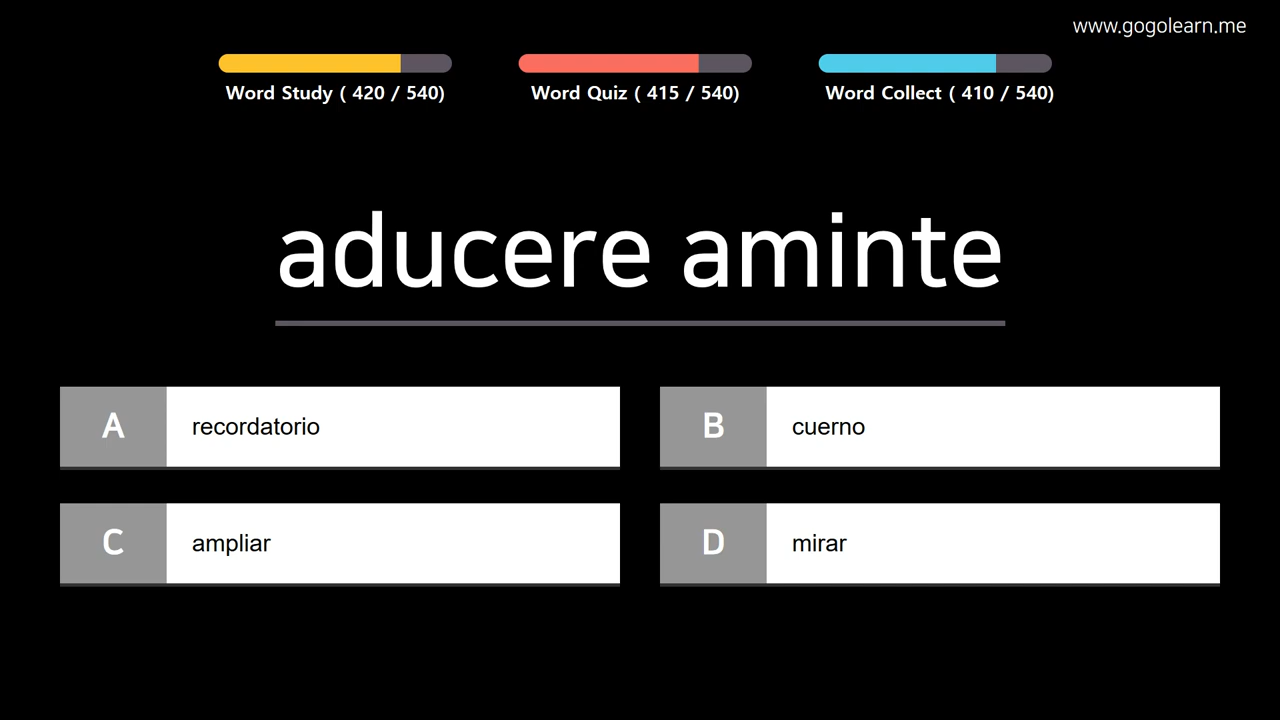 www.gogolearn.me
Word Study ( 420 / 540)
Word Quiz ( 415 / 540)
Word Collect ( 410 / 540)
aducere aminte
A recordatorio
B cuerno
C ampliar
D mirar